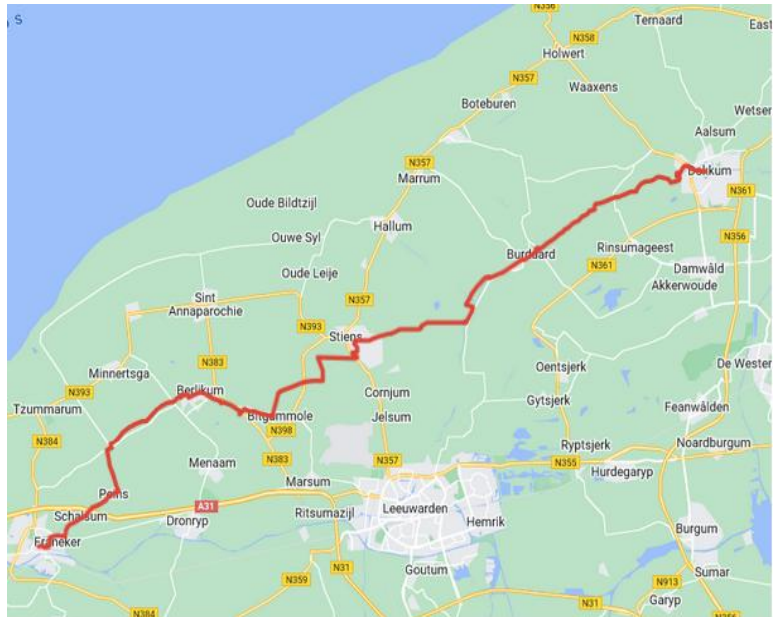 S
N356
Ternaard
East
N358
Holwert
N357
Waaxens
Boteburen
Wetsen
Aalsum
N357
Marrum
Dokkum
N361
Oude Bildtzijl
Hallum
N356
Ouwe Syl
Burdaard
Rinsumageest
N361
Damwâld
Oude Leije
Akkerwoude
Sint
Annaparochie
N357
N393
Stiens
N383
Oentsjerk
De Wester
Minnertsga
N393
Berlikum
Cornjum
Gytsjerk
Feanwâlden
Tzummarum
Bitgummole
Jelsum
N384
N398
Ryptsjerk
Noardburgum
Menaam
N383
N357
N355
Hurdegaryp
Marsum
Peins
A31
Leeuwarden
Schalsum
Ritsumazijl
Hemrik
Dronryp
Burgum
Franeker
N31
Goutum
Sumar
N359
N913
N31
Garyp
N384
N356